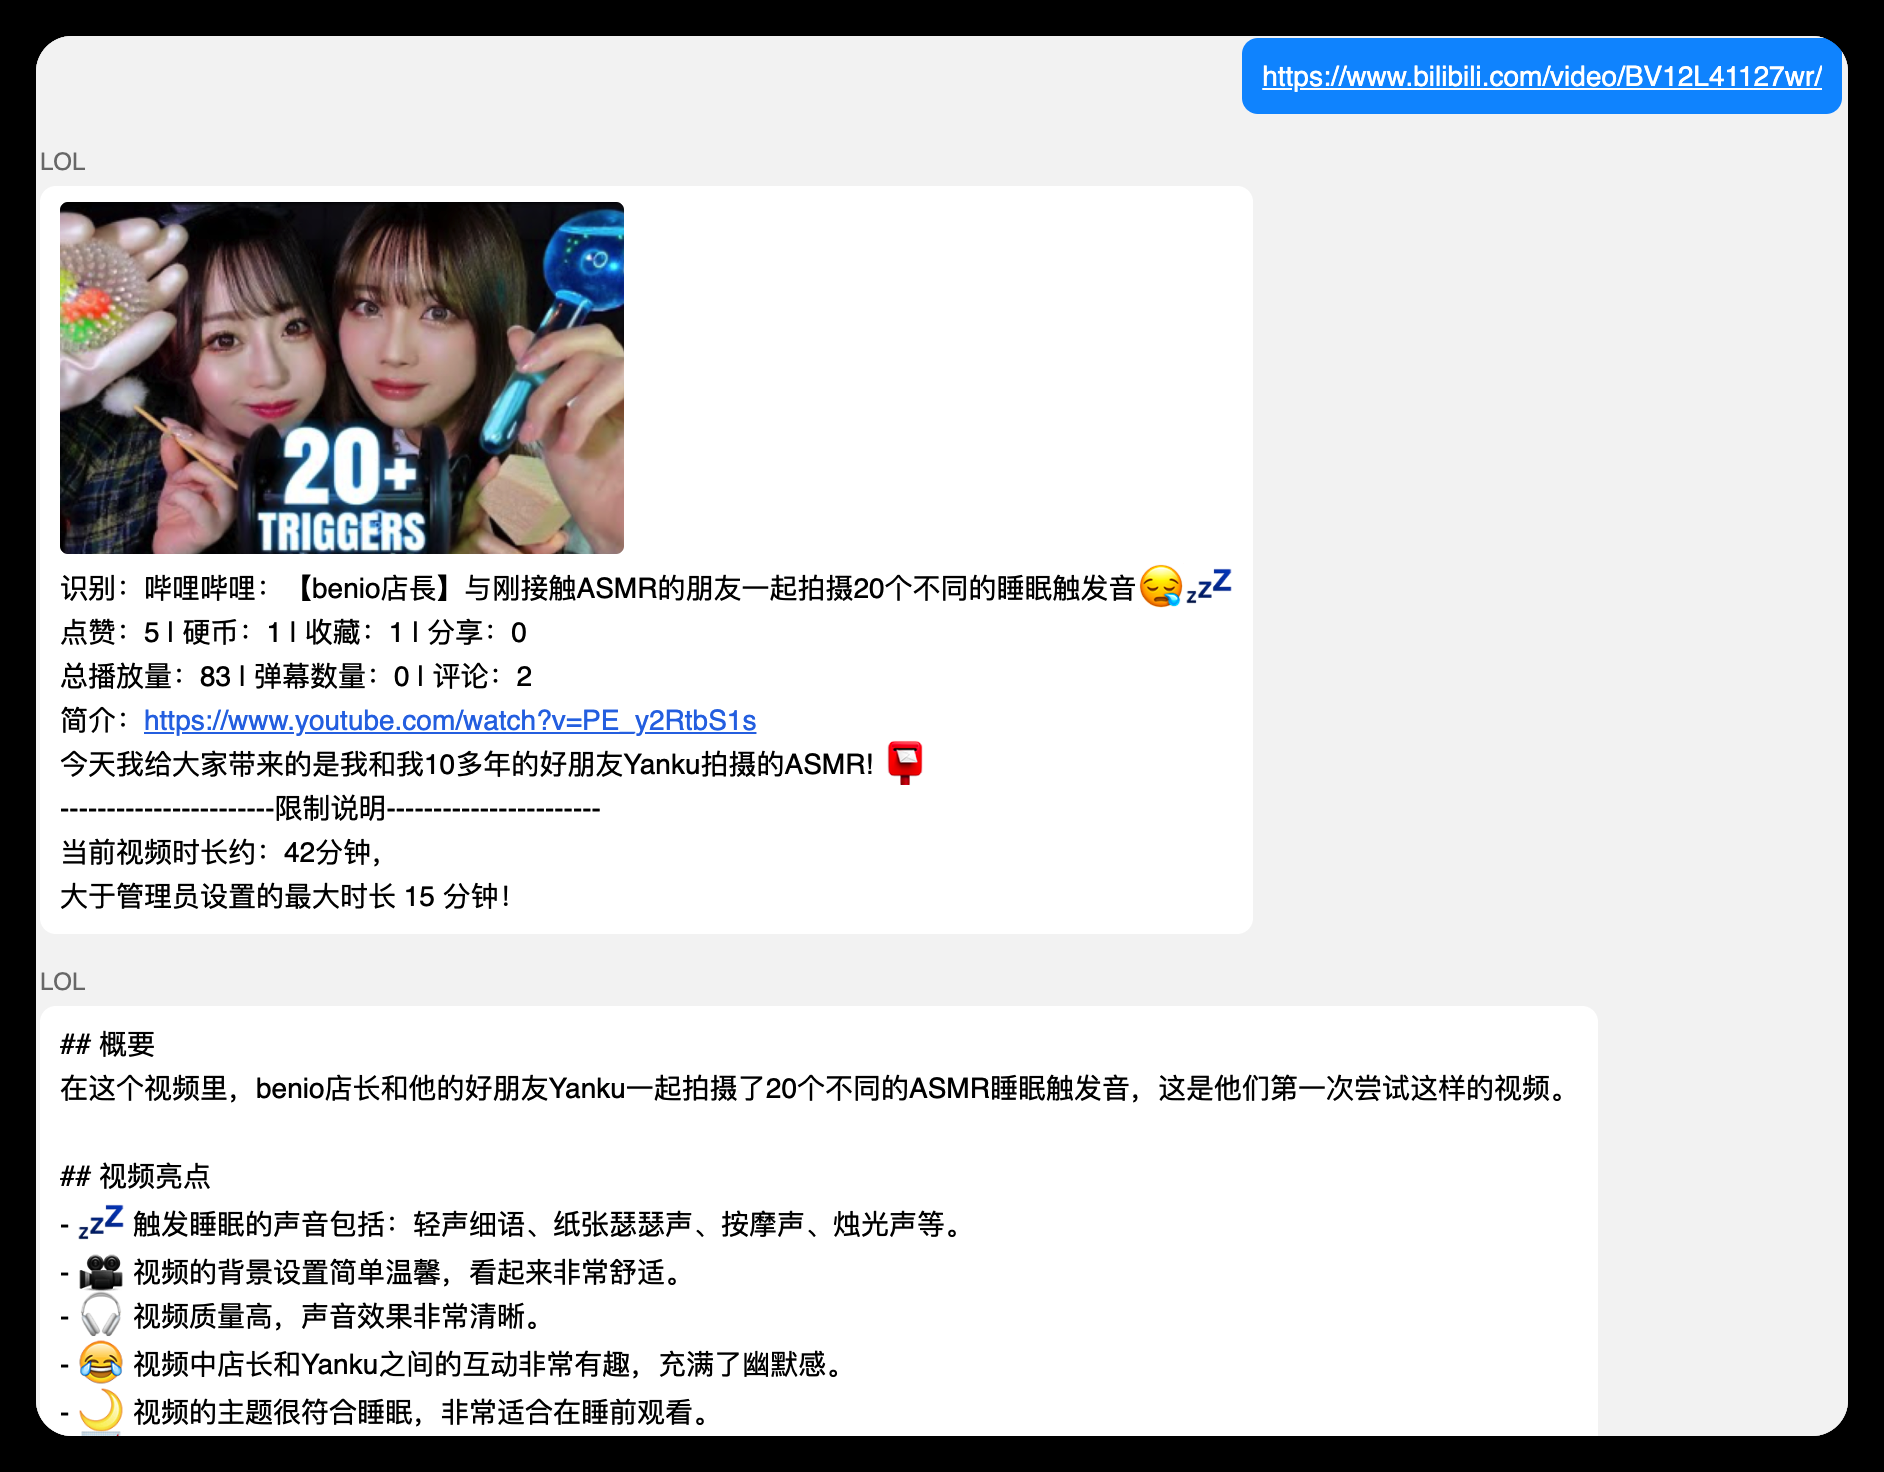 https://www.bilibili.com/video/BV12L41127wr/
LOL
20+
TRIGGERS
识别：哔哩哔哩：【benio店長】与刚接触ASMR的朋友一起拍摄20个不同的睡眠触发音😪💤
点赞：5 | 硬币：1 | 收藏：1 | 分享：0
总播放量：83 | 弹幕数量：0 | 评论：2
简介：https://www.youtube.com/watch?v=PE_y2RtbS1s
今天我给大家带来的是我和我10多年的好朋友Yanku拍摄的ASMR! 📮
-----------------------限制说明-----------------------
当前视频时长约：42分钟，
大于管理员设置的最大时长 15 分钟！
LOL
## 概要
在这个视频里，benio店长和他的好朋友Yanku一起拍摄了20个不同的ASMR睡眠触发音，这是他们第一次尝试这样的视频。
## 视频亮点
- 💤 触发睡眠的声音包括：轻声细语、纸张瑟瑟声、按摩声、烛光声等。
- 🎥 视频的背景设置简单温馨，看起来非常舒适。
- 🎧 视频质量高，声音效果非常清晰。
- 😂 视频中店长和Yanku之间的互动非常有趣，充满了幽默感。
- 🌙 视频的主题很符合睡眠，非常适合在睡前观看。